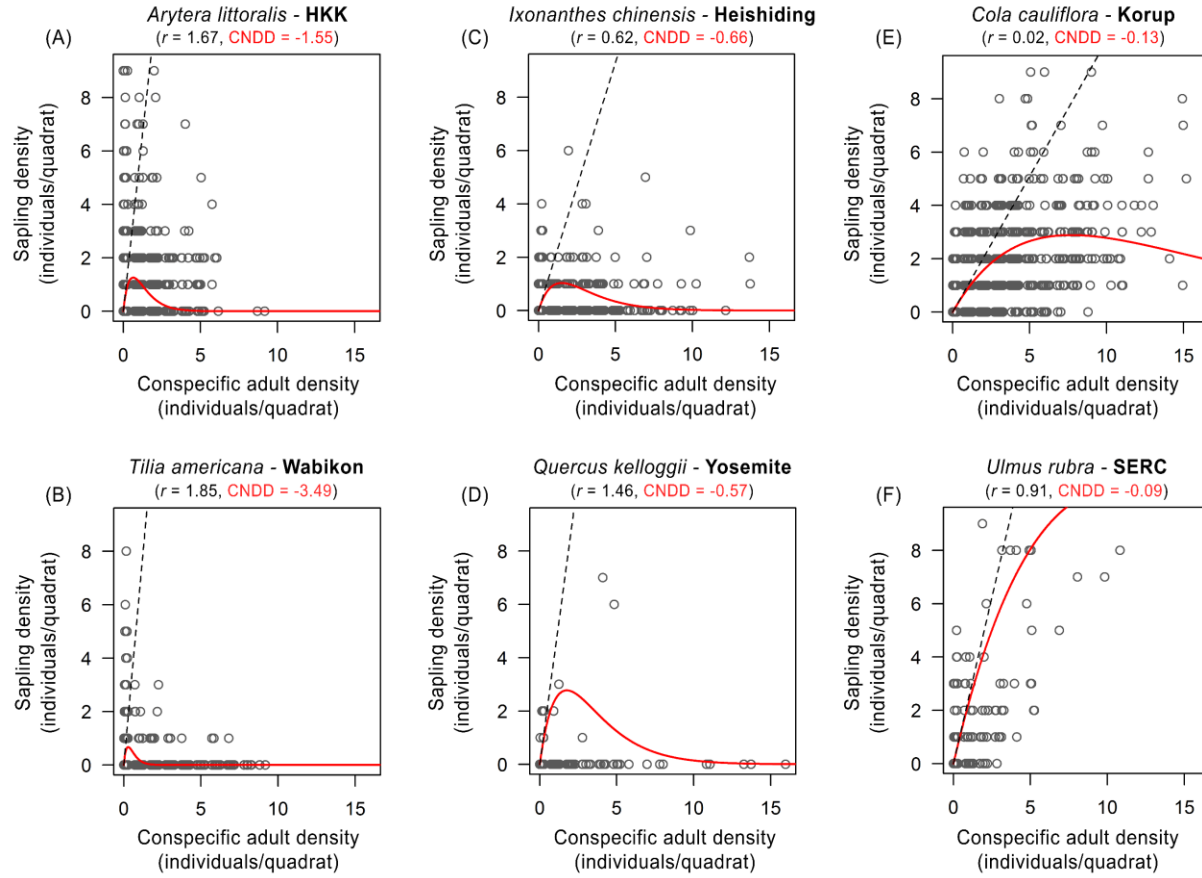 (A)
Arytera littoralis - HKK
(r = 1.67, CNDD = -1.55)
Sapling density
(individuals/quadrat)
8
6
4
2
0
0 5 10 15
Conspecific adult density
(individuals/quadrat)
(C)
Ixonanthes chinensis - Heishiding
(r = 0.62, CNDD = -0.66)
Sapling density
(individuals/quadrat)
8
6
4
2
0
0 5 10 15
Conspecific adult density
(individuals/quadrat)
(E)
Cola cauliflora - Korup
(r = 0.02, CNDD = -0.13)
Sapling density
(individuals/quadrat)
8
6
4
2
0
0 5 10 15
Conspecific adult density
(individuals/quadrat)
(B)
Tilia americana - Wabikon
(r = 1.85, CNDD = -3.49)
Sapling density
(individuals/quadrat)
8
6
4
2
0
0 5 10 15
Conspecific adult density
(individuals/quadrat)
(D)
Quercus kelloggii - Yosemite
(r = 1.46, CNDD = -0.57)
Sapling density
(individuals/quadrat)
8
6
4
2
0
0 5 10 15
Conspecific adult density
(individuals/quadrat)
(F)
Ulmus rubra - SERC
(r = 0.91, CNDD = -0.09)
Sapling density
(individuals/quadrat)
8
6
4
2
0
0 5 10 15
Conspecific adult density
(individuals/quadrat)